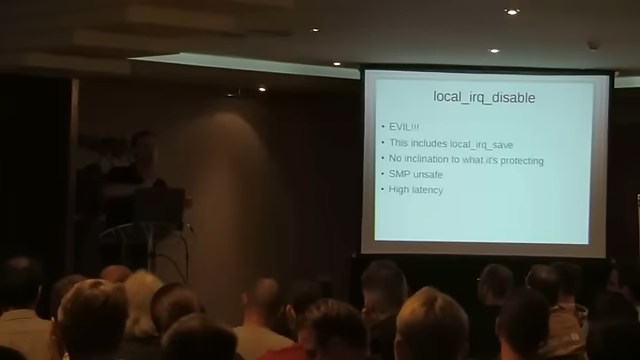 local_irq_disable
• EVIL!!!
• This includes local_irq_save
• No inclination to what it's protecting
• SMP unsafe
• High latency